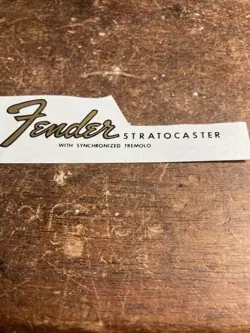 Fender STRATOCASTER
WITH SYNCHRONIZED TREMOLO